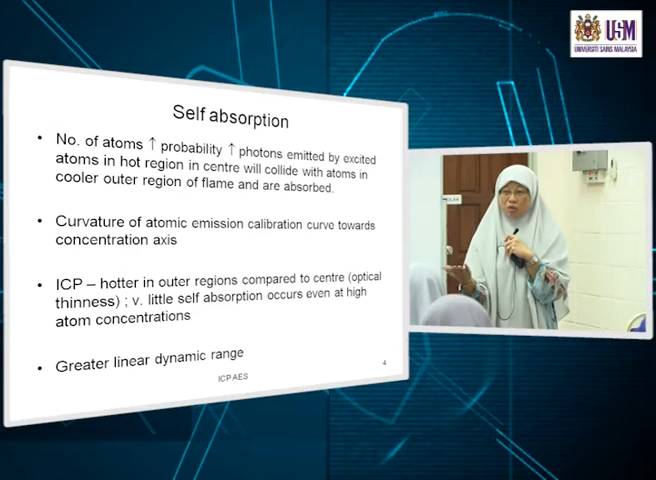 USM
UNIVERSITI SAINS MALAYSIA
Self absorption
• No. of atoms ↑ probability ↑ photons emitted by excited
atoms in hot region in centre will collide with atoms in
cooler outer region of flame and are absorbed.
• Curvature of atomic emission calibration curve towards
concentration axis
• ICP – hotter in outer regions compared to centre (optical
thinness) ; v. little self absorption occurs even at high
atom concentrations
• Greater linear dynamic range
ICP AES
4